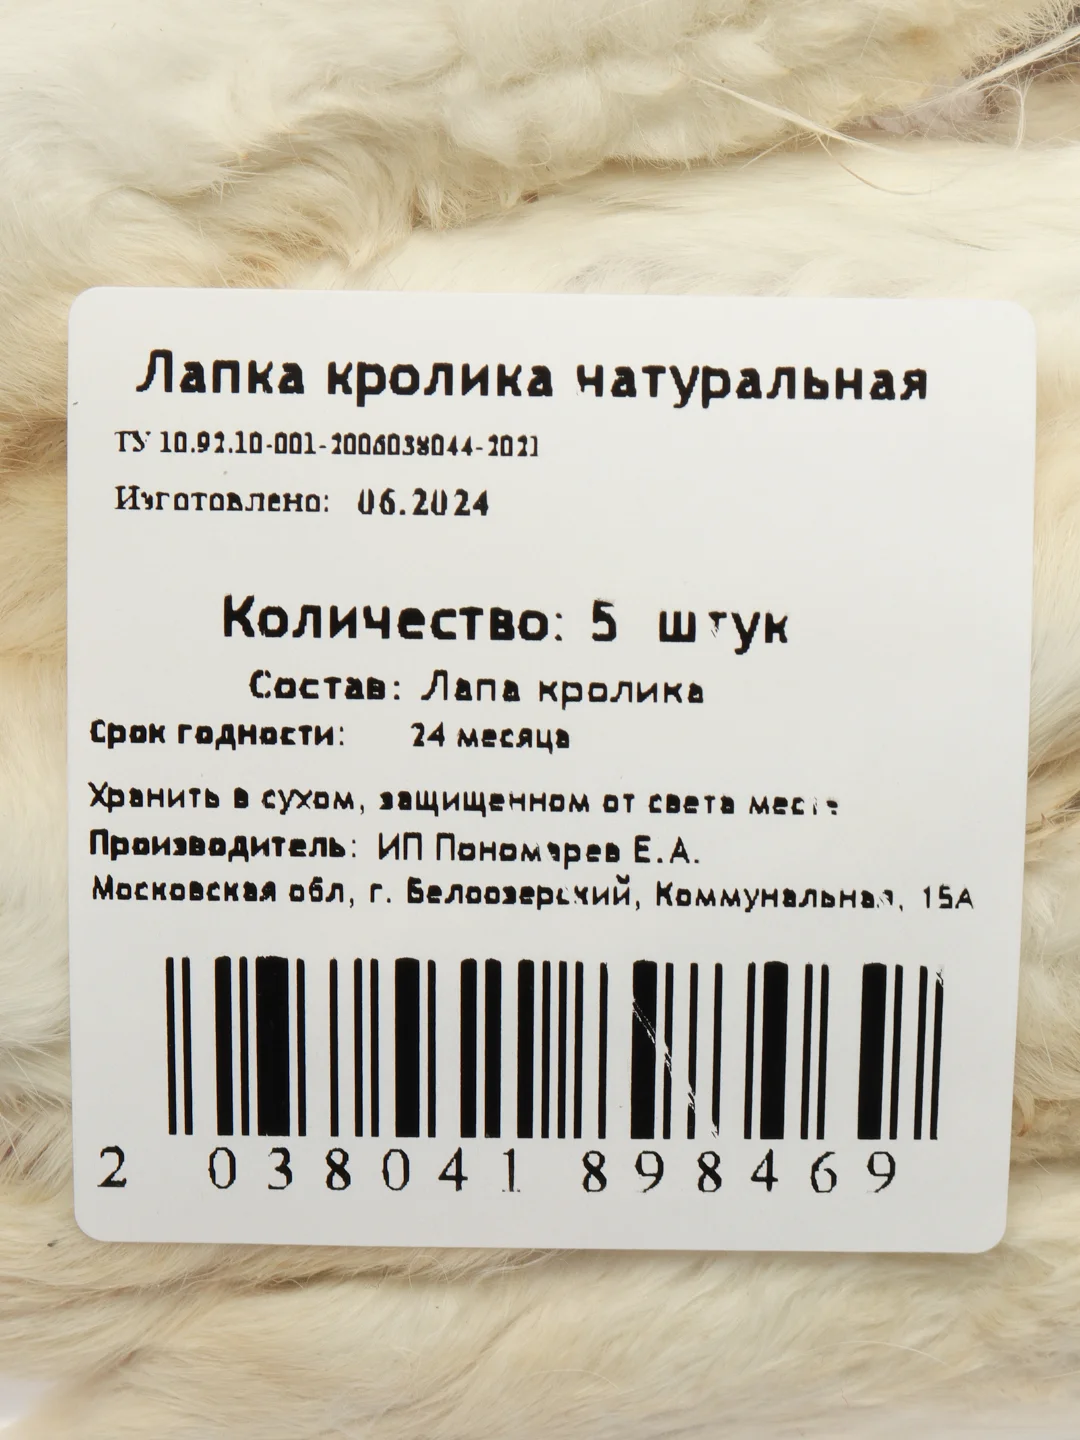 Лапка кролика натуральная
ТУ 10.92.10-001-2006038044-2021
Изготовлено: 06.2024
Количество: 5 штук
Состав: Лапа кролика
Срок годности: 24 месяца
Хранить в сухом, защищенном от света месте
Производитель: ИП Пономарев Е.А.
Московская обл, г. Белоозерский, Коммунальная, 15А
2 038041 898469